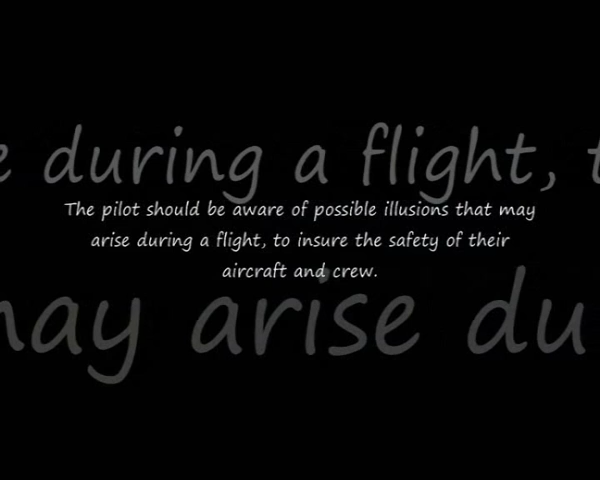 e during a flight, t
The pilot should be aware of possible illusions that may
arise during a flight, to insure the safety of their
aircraft and crew.
may arise du